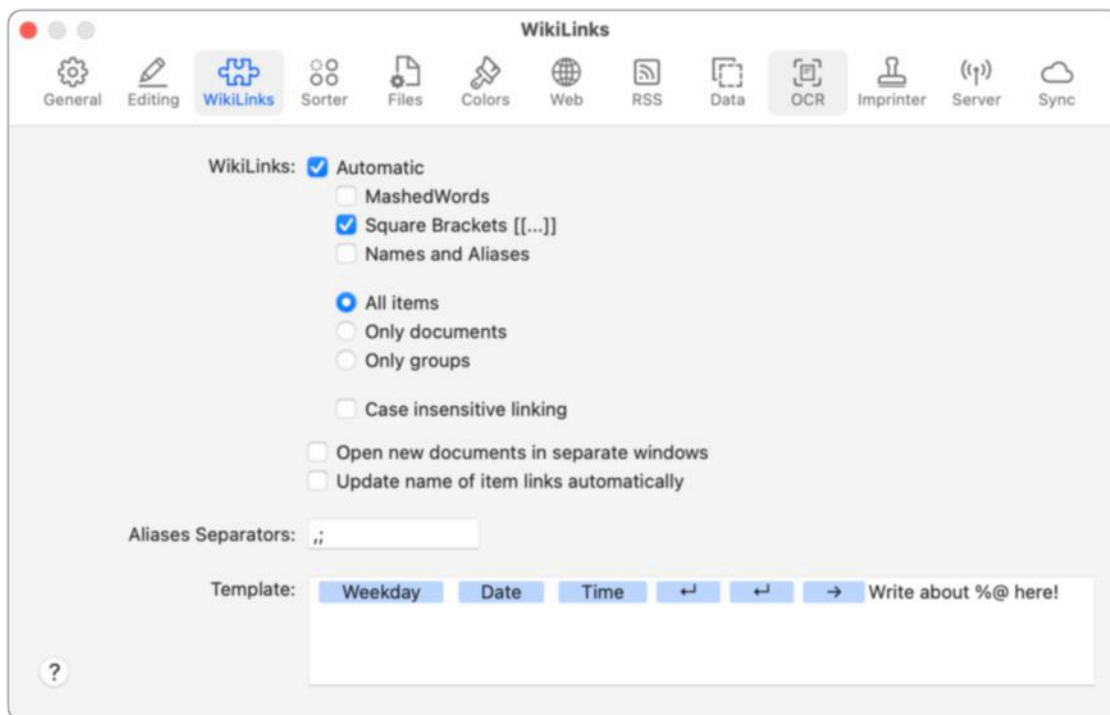 WikiLinks
General Editing WikiLinks Sorter Files Colors Web RSS Data OCR Imprinter Server Sync
WikiLinks: Automatic
MashedWords
Square Brackets [[...]]
Names and Aliases
All items
Only documents
Only groups
Case insensitive linking
Open new documents in separate windows
Update name of item links automatically
Aliases Separators: ,;
Template: Weekday Date Time ↵ ↵ → Write about %@ here!
?